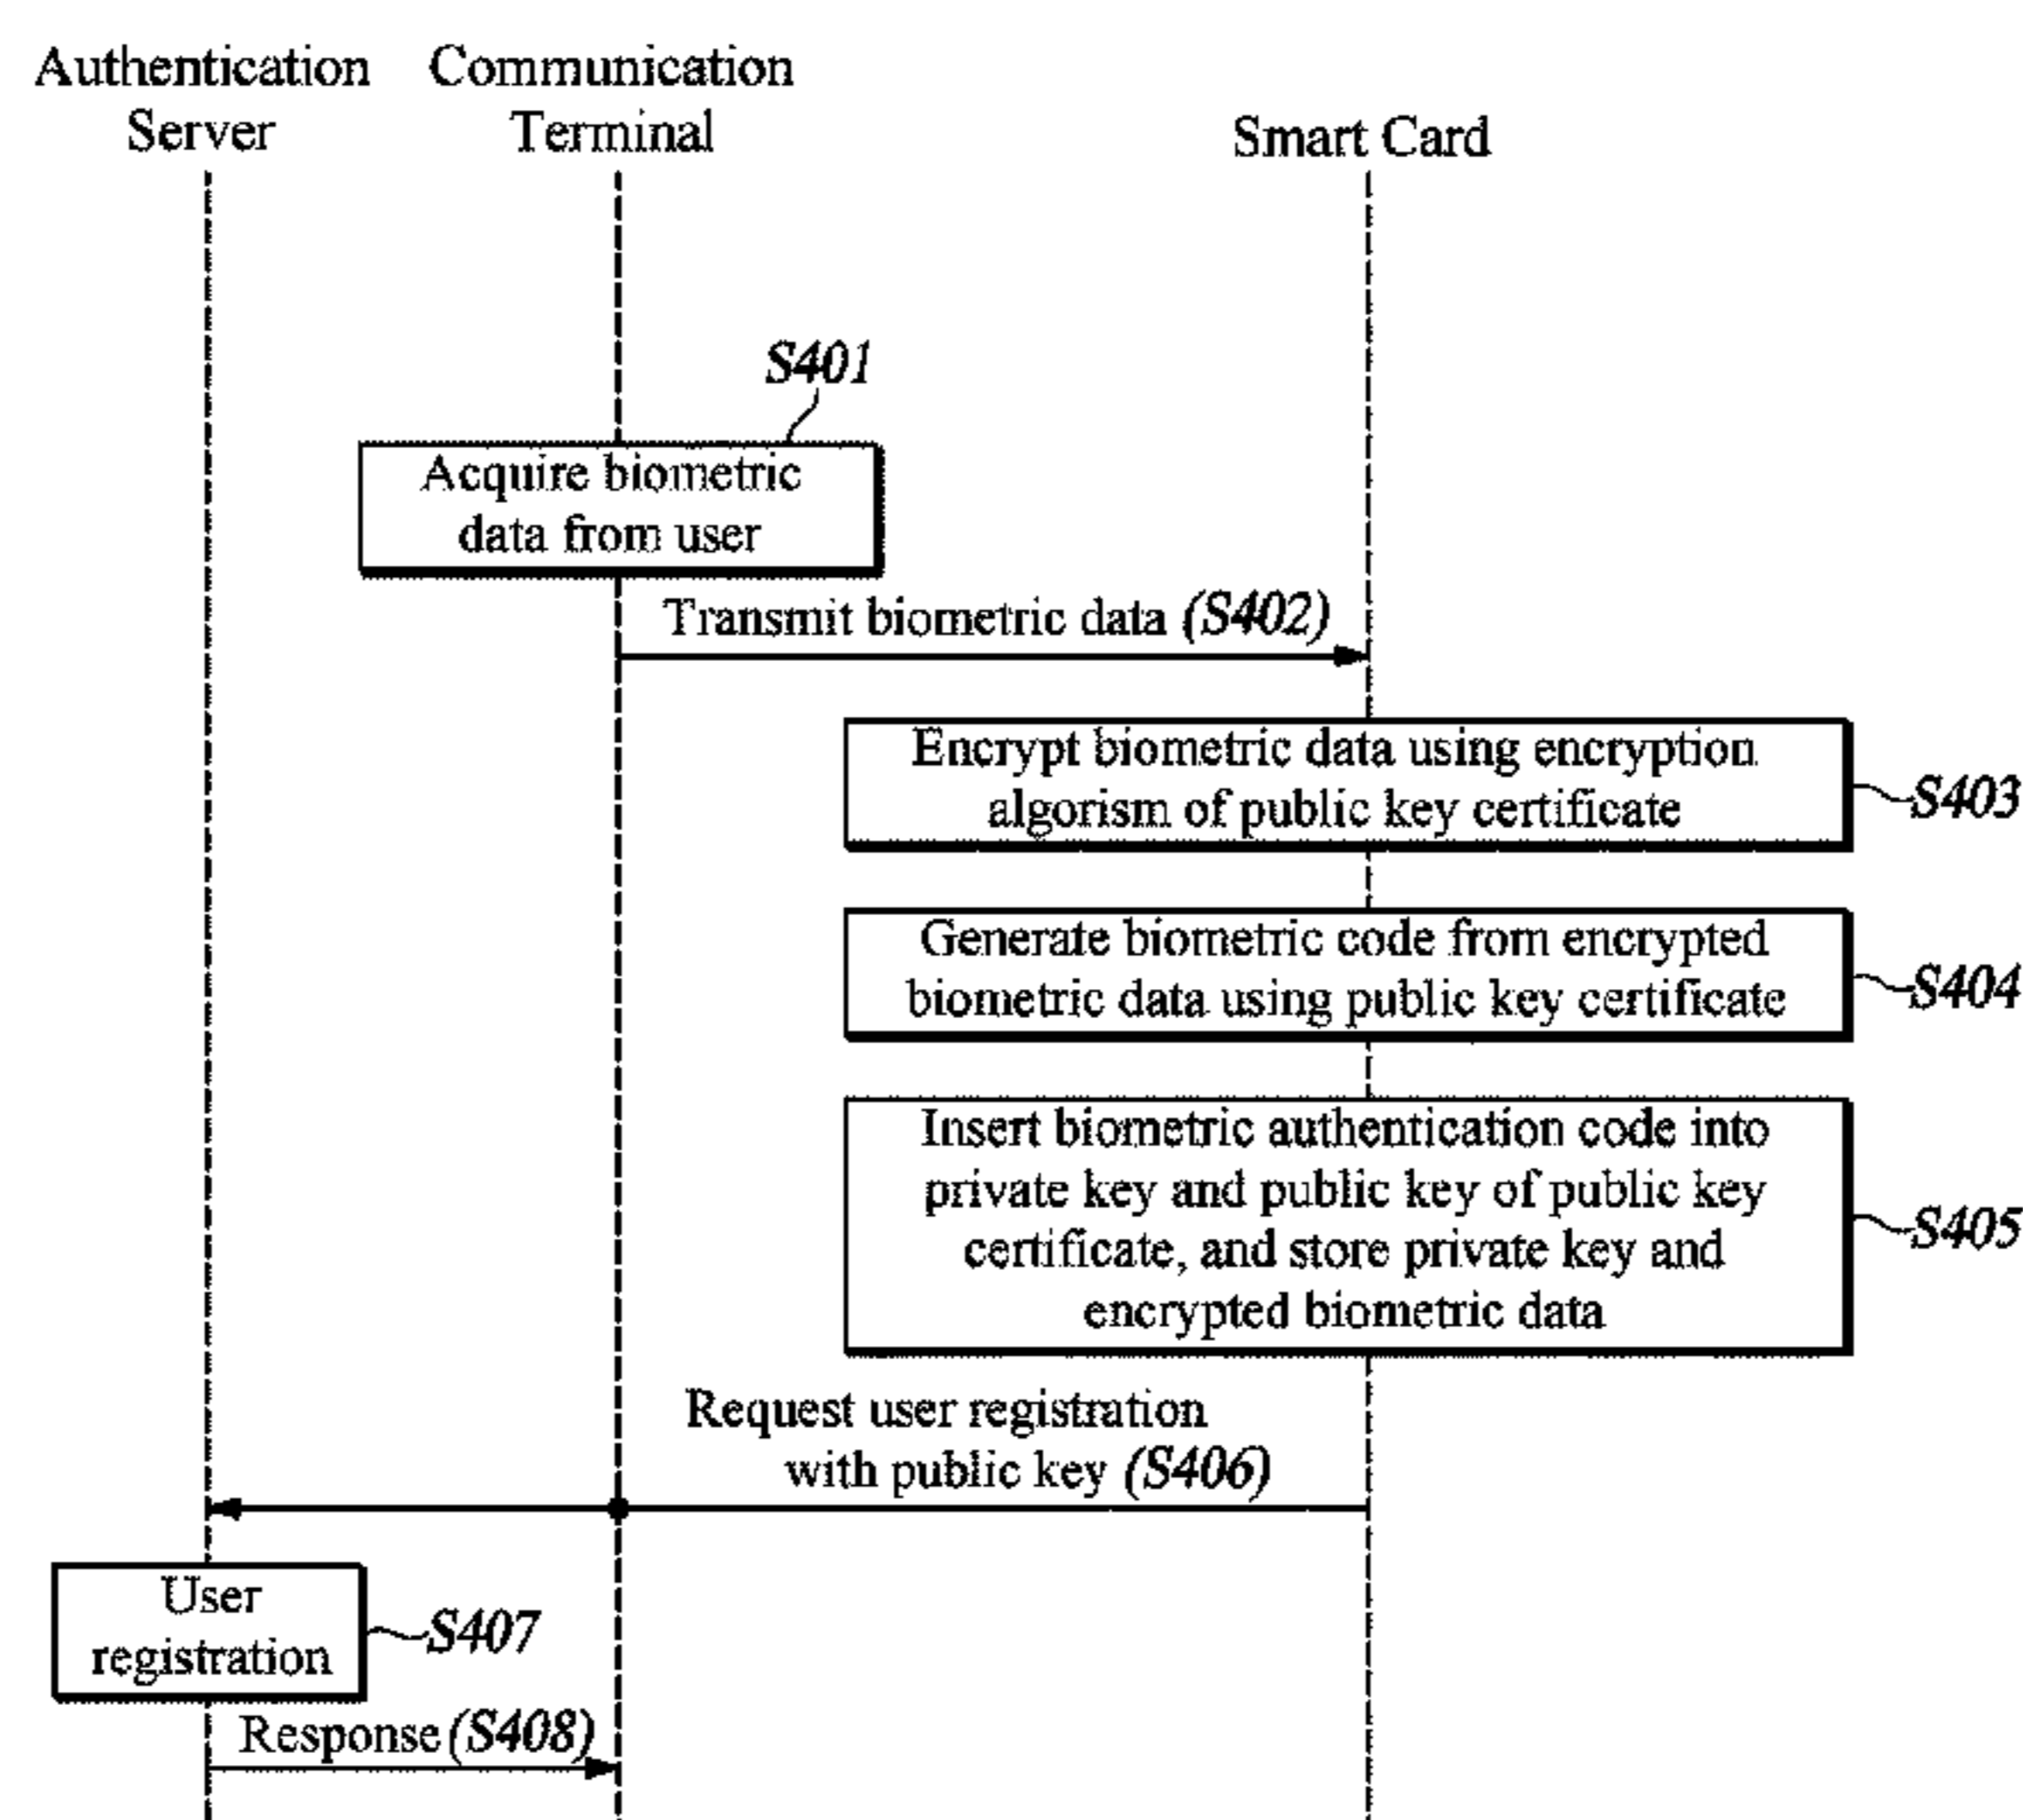 Authentication
Server
Communication
Terminal
Smart Card
S401
Acquire biometric
data from user
Transmit biometric data (S402)
Encrypt biometric data using encryption
algorism of public key certificate
S403
Generate biometric code from encrypted
biometric data using public key certificate
S404
Insert biometric authentication code into
private key and public key of public key
certificate, and store private key and
encrypted biometric data
S405
Request user registration
with public key (S406)
User
registration
S407
Response (S408)